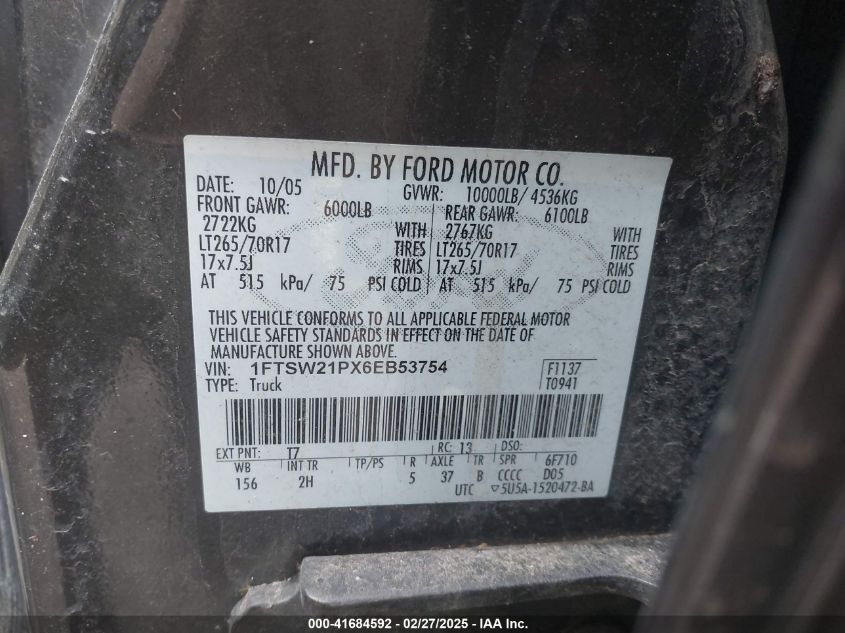 MFD. BY FORD MOTOR CO.
DATE: 10/05 GVWR: 10000LB/ 4536KG
FRONT GAWR: 6000LB REAR GAWR: 6100LB
2722KG WITH 2767KG WITH
LT265/70R17 TIRES LT265/70R17 TIRES
17x7.5J RIMS 17x7.5J RIMS
AT 515 kPa/ 75 PSI COLD AT 515 kPa/ 75 PSI COLD
THIS VEHICLE CONFORMS TO ALL APPLICABLE FEDERAL MOTOR
VEHICLE SAFETY STANDARDS IN EFFECT ON THE DATE OF
MANUFACTURE SHOWN ABOVE.
VIN: 1FTSW21PX6EB53754 F1137
TYPE: Truck T0941
EXT PNT: T7 RC: 13 DSO:
WB INT TR TP/PS R AXLE TR SPR 6F710
156 2H 5 37 B CCCC D05
UTC ▽5U5A-1520472-BA
000-41684592 / 02/27/2025 / IAA Inc.